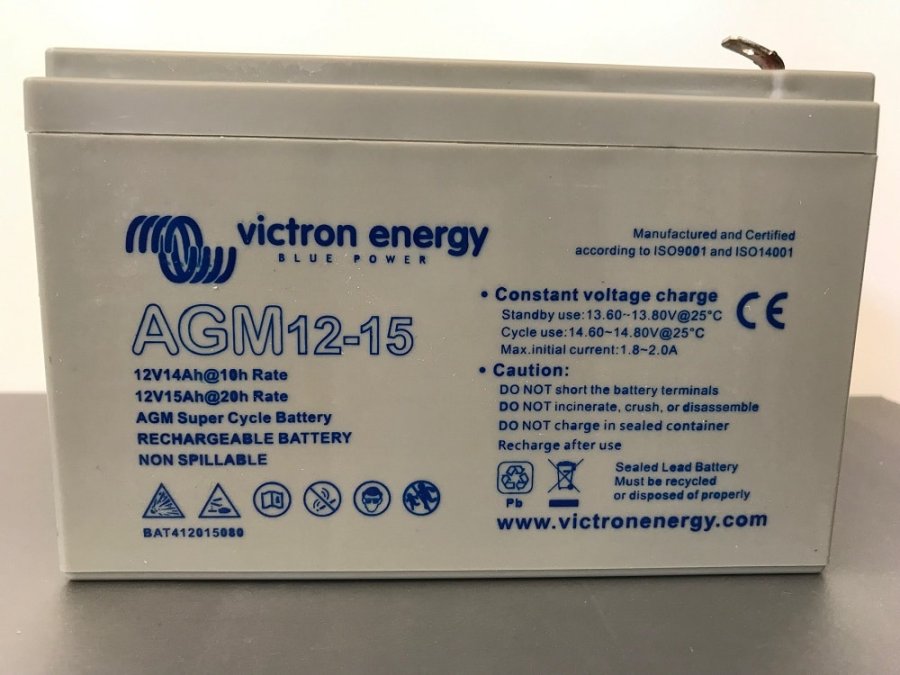 victron energy
BLUE POWER
AGM12-15
12V14Ah@10h Rate
12V15Ah@20h Rate
AGM Super Cycle Battery
RECHARGEABLE BATTERY
NON SPILLABLE
BAT412015080
Manufactured and Certified
according to ISO9001 and ISO14001
• Constant voltage charge
Standby use:13.60~13.80V@25°C
Cycle use:14.60~14.80V@25°C
Max.initial current:1.8~2.0A
CE
• Caution:
DO NOT short the battery terminals
DO NOT incinerate, crush, or disassemble
DO NOT charge in sealed container
Recharge after use
Pb
Sealed Lead Battery
Must be recycled
or disposed of properly
www.victronenergy.com